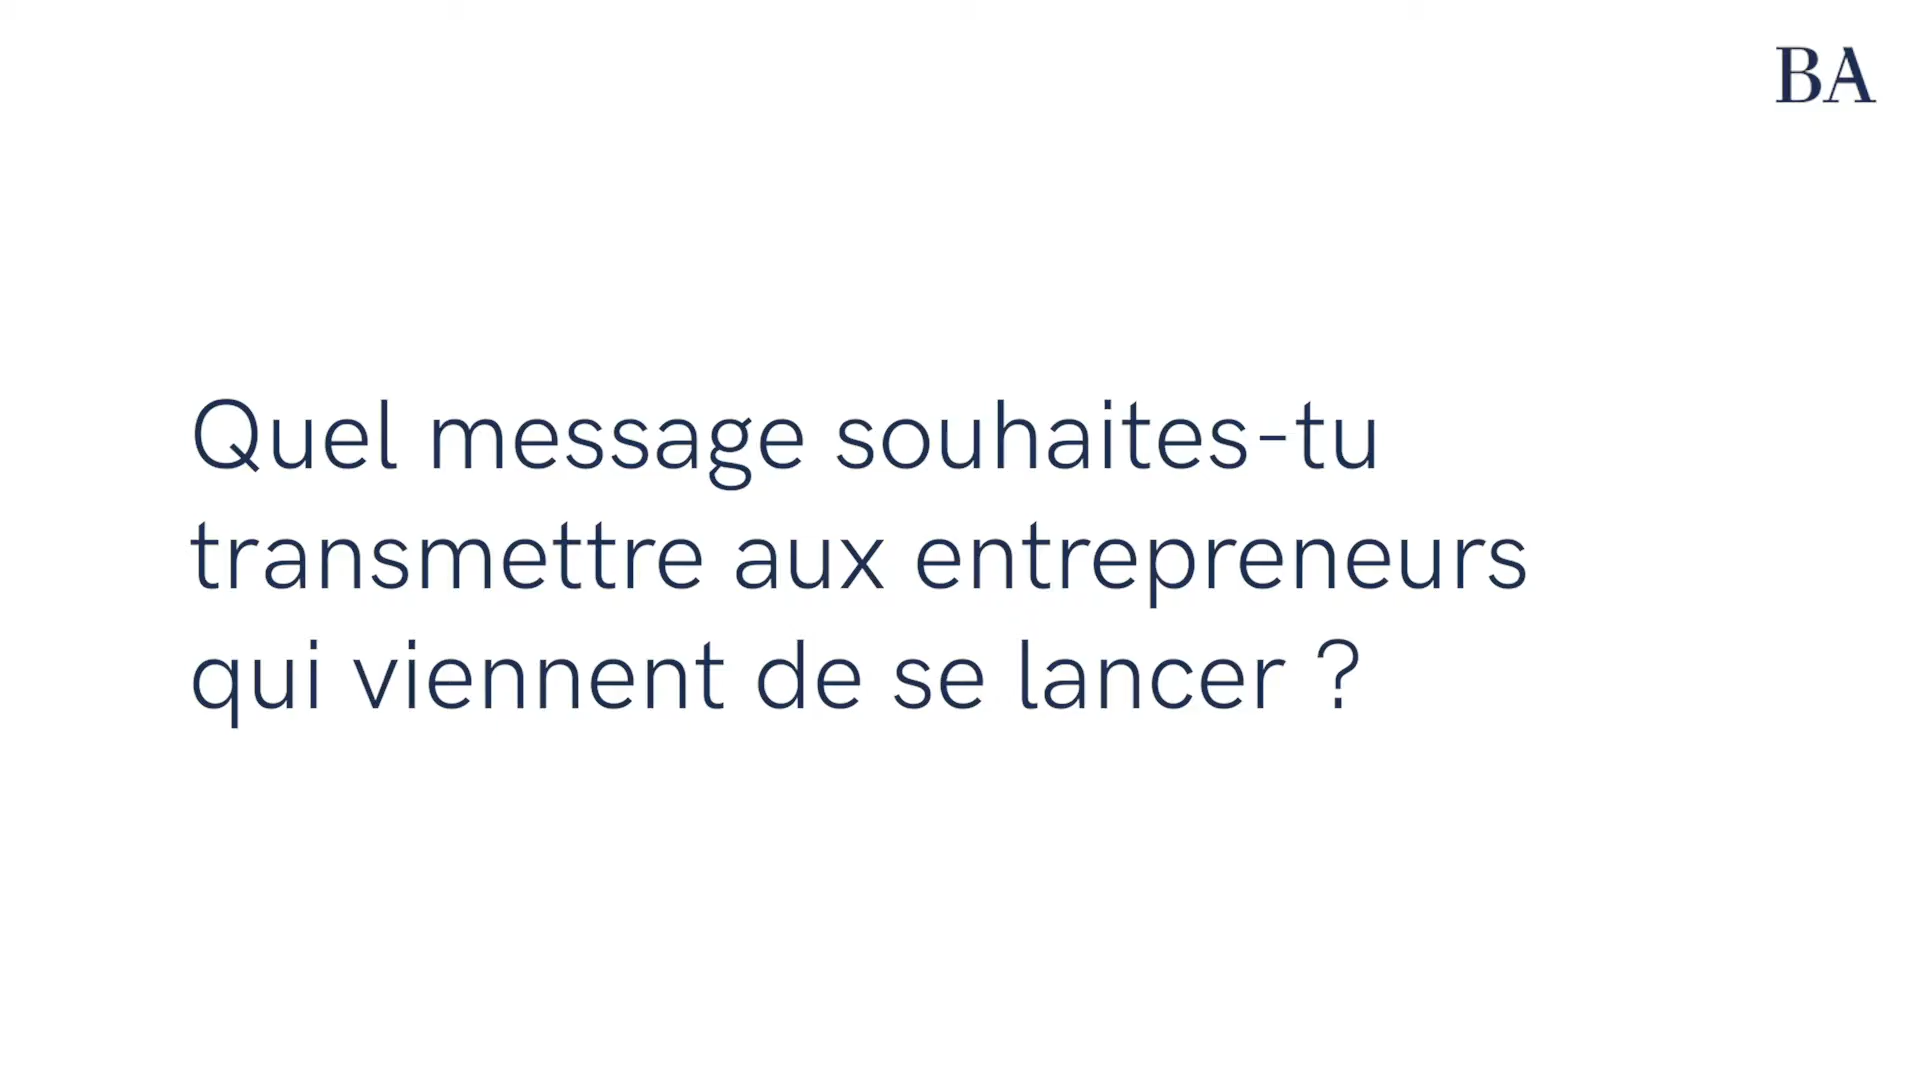 BA
Quel message souhaites-tu
transmettre aux entrepreneurs
qui viennent de se lancer ?